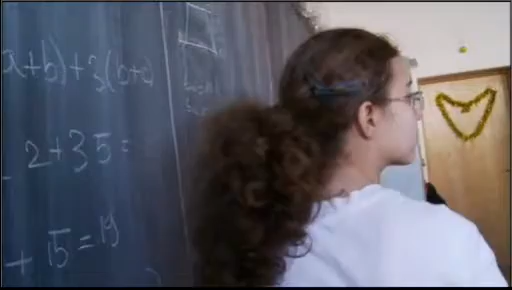 a+b)+3(b+c
2+35=
+ 15=19